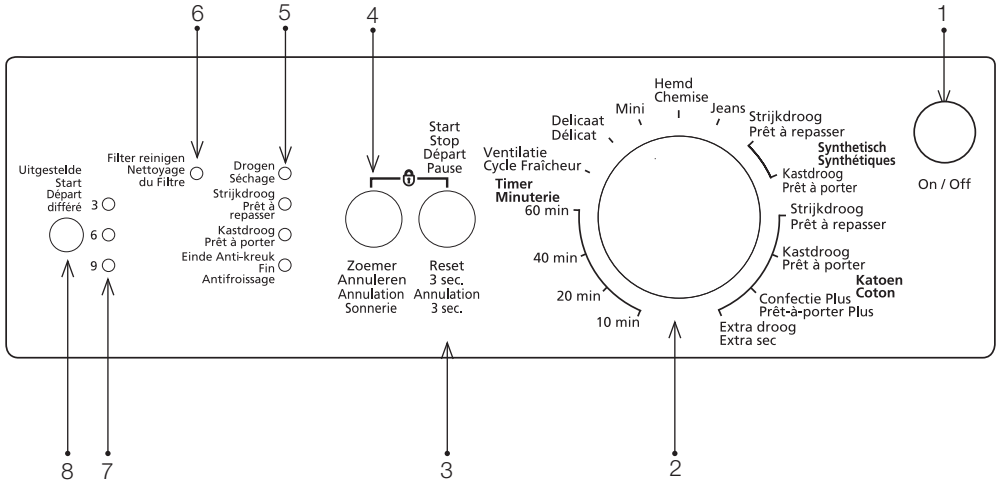 6
5
4
1
Uitgestelde
Start
Départ
différé
3
6
9
Filter reinigen
Nettoyage
du Filtre
Drogen
Séchage
Strijkdroog
Prêt à
repasser
Kastdroog
Prêt à porter
Einde Anti-kreuk
Fin
Antifroissage
Start
Stop
Départ
Pause
Zoemer
Annuleren
Annulation
Sonnerie
Reset
3 sec.
Annulation
3 sec.
Hemd
Chemise
Mini
Jeans
Delicaat
Délicat
Ventilatie
Cycle Fraîcheur
Timer
Minuterie
60 min
40 min
20 min
10 min
Strijkdroog
Prêt à repasser
Synthetisch
Synthétiques
Kastdroog
Prêt à porter
Strijkdroog
Prêt à repasser
Kastdroog
Prêt à porter
Katoen
Coton
Confectie Plus
Prêt-à-porter Plus
Extra droog
Extra sec
On / Off
8
7
3
2